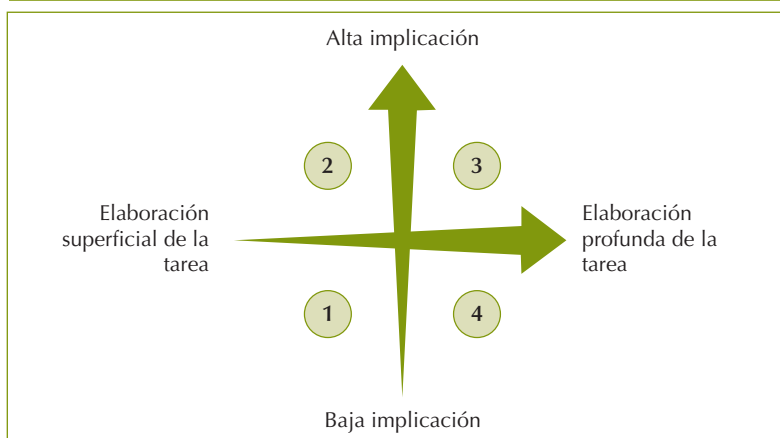 Alta implicación
2
3
Elaboración
superficial de la
tarea
Elaboración
profunda de la
tarea
1
4
Baja implicación